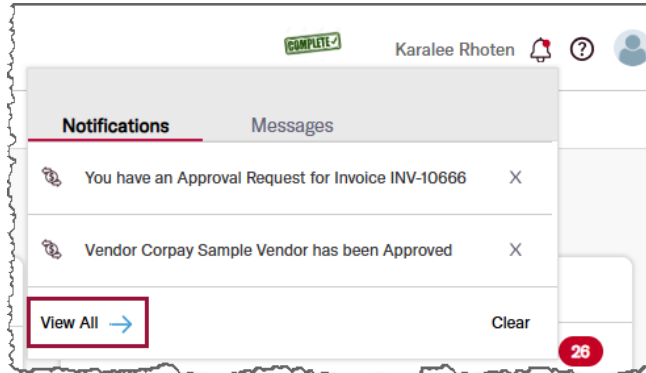 COMPLETE
Karalee Rhoten
Notifications Messages
You have an Approval Request for Invoice INV-10666 X
Vendor Corpay Sample Vendor has been Approved X
View All → Clear
26